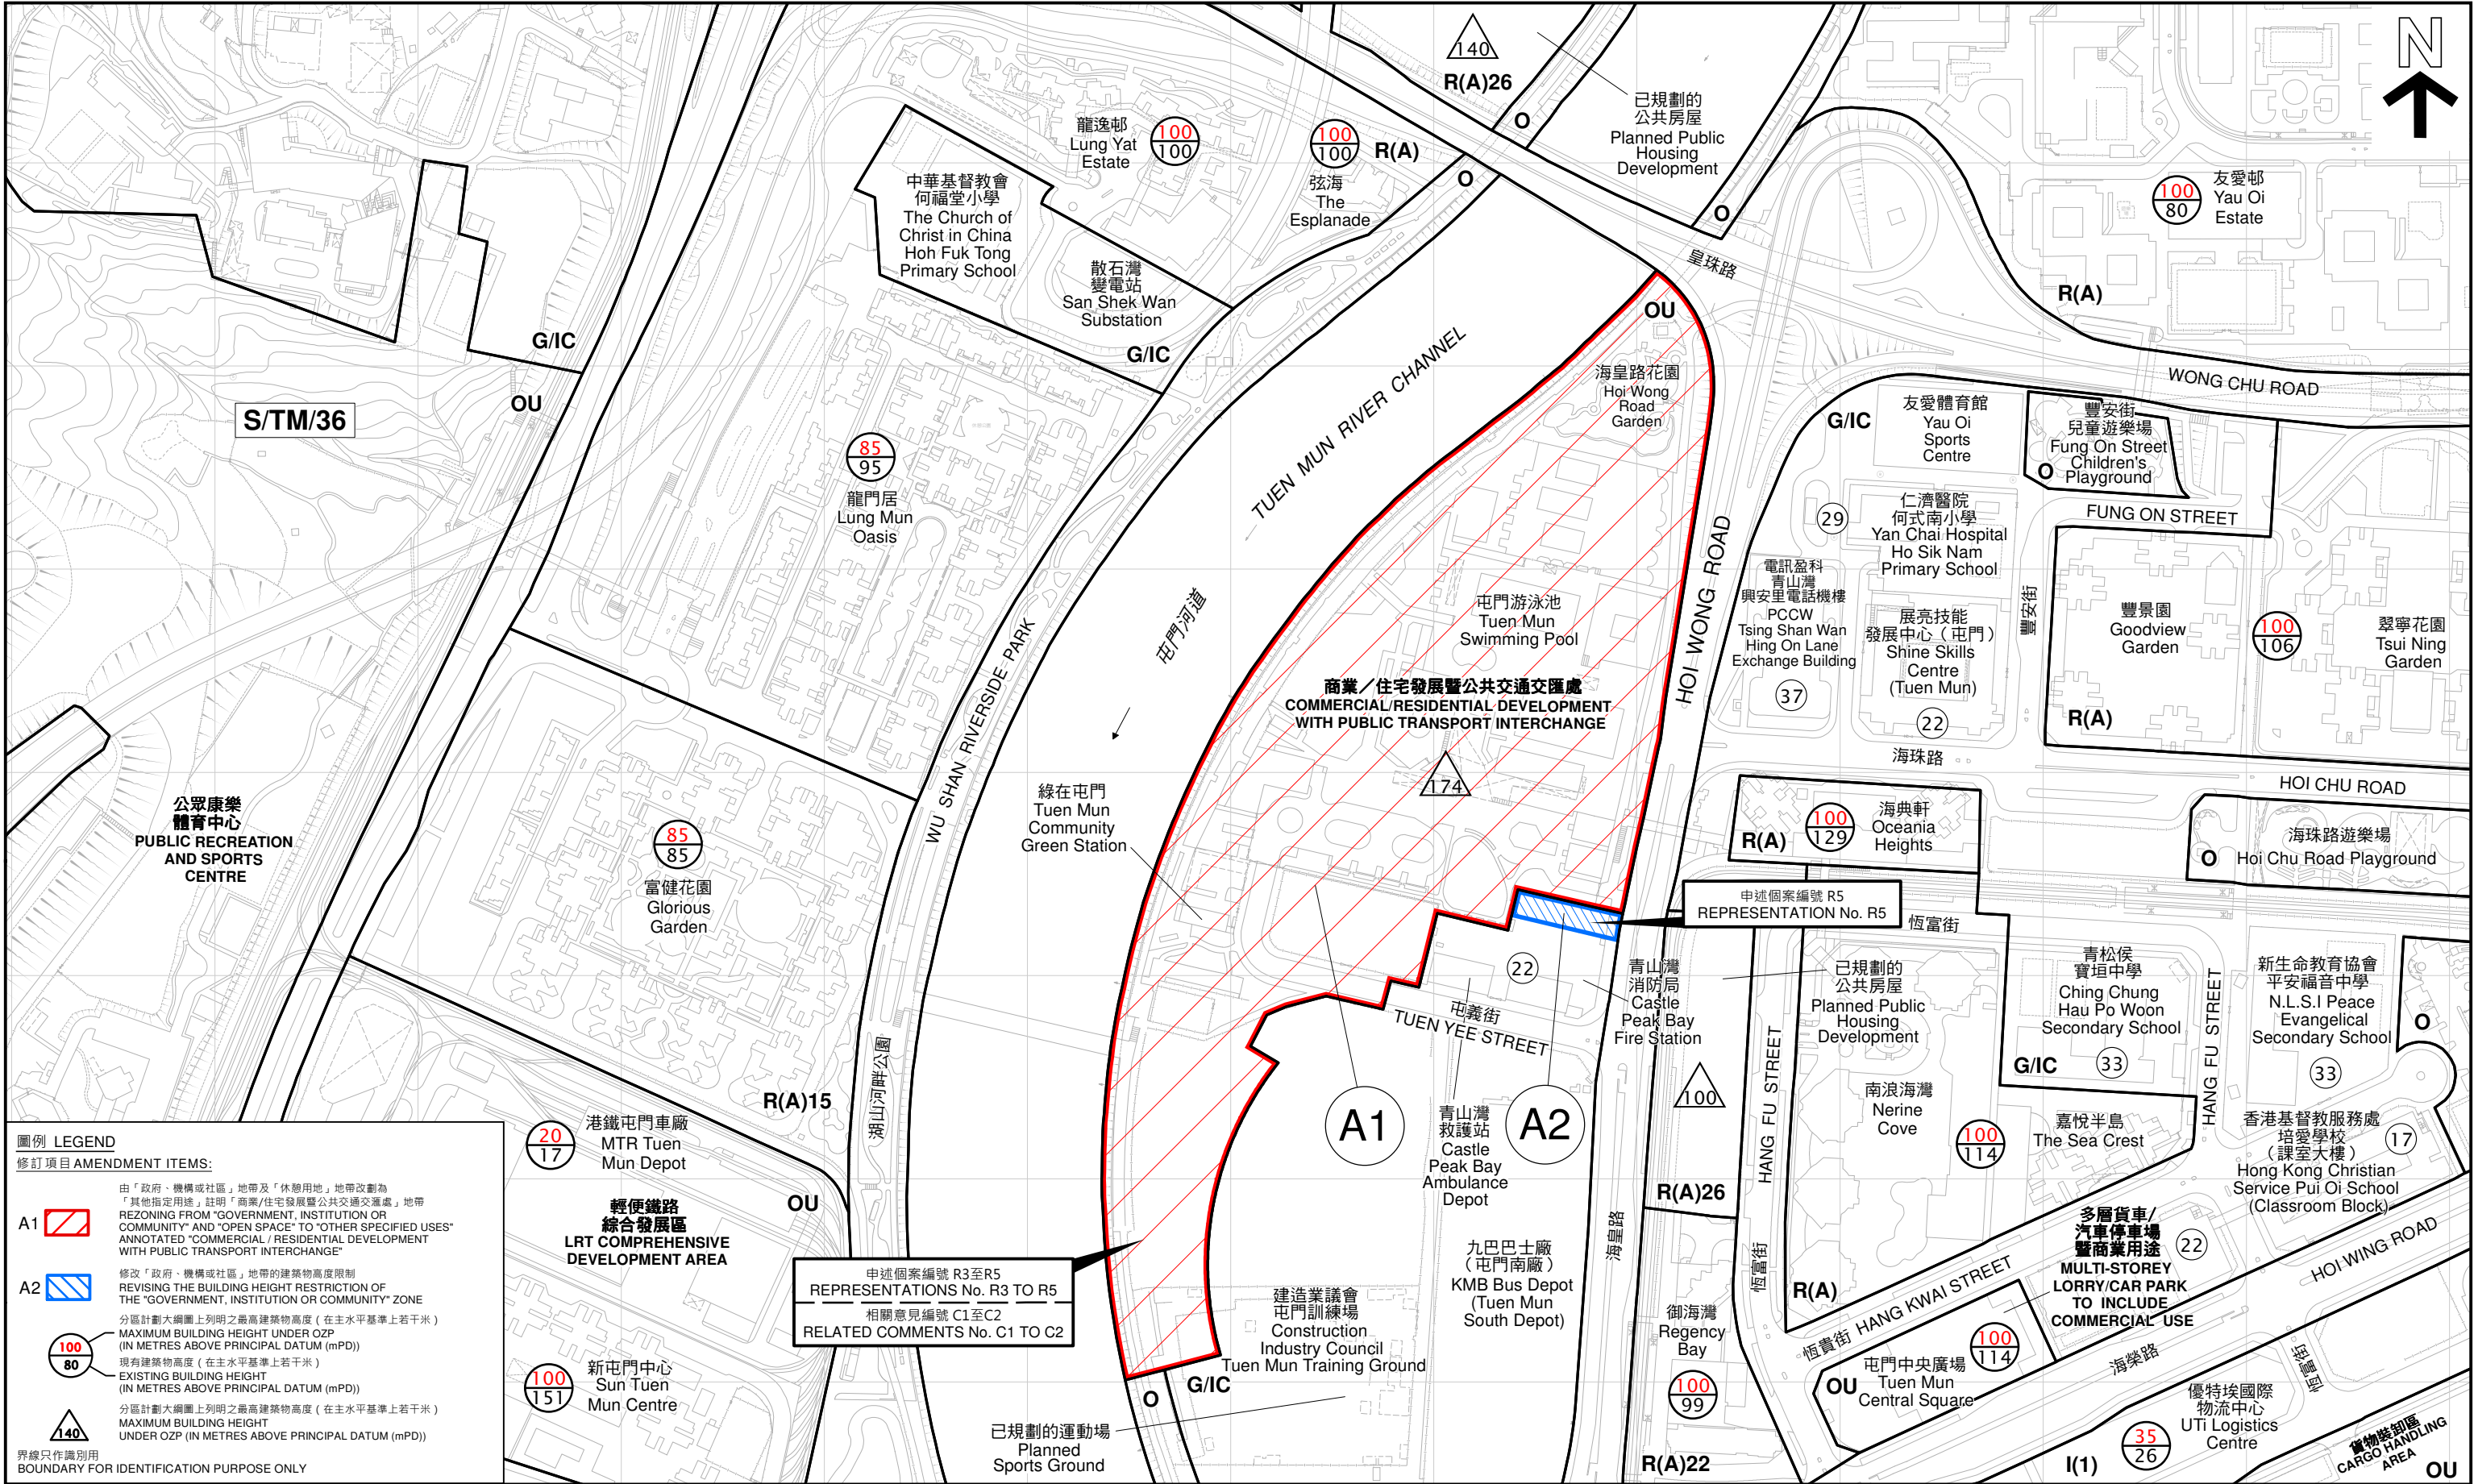 N
140
R(A)26
已規劃的
公共房屋
Planned Public
Housing
Development
O
O
O
龍逸邨
Lung Yat
Estate
100
100
100
100
R(A)
弦海
The
Esplanade
100
80
友愛邨
Yau Oi
Estate
R(A)
中華基督教會
何福堂小學
The Church of
Christ in China
Hoh Fuk Tong
Primary School
散石灣
變電站
San Shek Wan
Substation
G/IC
G/IC
OU
S/TM/36
皇珠路
WONG CHU ROAD
OU
海皇路花園
Hoi Wong
Road
Garden
TUEN MUN RIVER CHANNEL
屯門河道
85
95
龍門居
Lung Mun
Oasis
G/IC
友愛體育館
Yau Oi
Sports
Centre
豐安街
兒童遊樂場
Fung On Street
Children's
Playground
O
FUNG ON STREET
豐安街
29
仁濟醫院
何式南小學
Yan Chai Hospital
Ho Sik Nam
Primary School
電訊盈科
青山灣
興安里電話機樓
PCCW
Tsing Shan Wan
Hing On Lane
Exchange Building
37
展亮技能
發展中心（屯門）
Shine Skills
Centre
(Tuen Mun)
22
豐景園
Goodview
Garden
100
106
翠寧花園
Tsui Ning
Garden
R(A)
屯門游泳池
Tuen Mun
Swimming Pool
商業／住宅發展暨公共交通交匯處
COMMERCIAL/RESIDENTIAL DEVELOPMENT
WITH PUBLIC TRANSPORT INTERCHANGE
174
HOI WONG ROAD
海珠路
HOI CHU ROAD
WU SHAN RIVERSIDE PARK
湖山河畔公園
綠在屯門
Tuen Mun
Community
Green Station
公眾康樂
體育中心
PUBLIC RECREATION
AND SPORTS
CENTRE
85
85
富健花園
Glorious
Garden
R(A)15
R(A)
100
129
海典軒
Oceania
Heights
海珠路遊樂場
Hoi Chu Road Playground
O
申述個案編號 R5
REPRESENTATION No. R5
恆富街
22
青山灣
消防局
Castle
Peak Bay
Fire Station
已規劃的
公共房屋
Planned Public
Housing
Development
青松侯
寶垣中學
Ching Chung
Hau Po Woon
Secondary School
33
G/IC
HANG FU STREET
新生命教育協會
平安福音中學
N.L.S.I Peace
Evangelical
Secondary School
33
O
屯義街
TUEN YEE STREET
A1
A2
100
HANG FU STREET
南浪海灣
Nerine
Cove
100
114
嘉悅半島
The Sea Crest
青山灣
救護站
Castle
Peak Bay
Ambulance
Depot
香港基督教服務處
培愛學校
（課室大樓）
Hong Kong Christian
Service Pui Oi School
(Classroom Block)
17
R(A)26
海皇路
恆富街
20
17
港鐵屯門車廠
MTR Tuen
Mun Depot
OU
輕便鐵路
綜合發展區
LRT COMPREHENSIVE
DEVELOPMENT AREA
申述個案編號 R3至R5
REPRESENTATIONS No. R3 TO R5
相關意見編號 C1至C2
RELATED COMMENTS No. C1 TO C2
九巴巴士廠
（屯門南廠）
KMB Bus Depot
(Tuen Mun
South Depot)
建造業議會
屯門訓練場
Construction
Industry Council
Tuen Mun Training Ground
G/IC
O
已規劃的運動場
Planned
Sports Ground
100
151
新屯門中心
Sun Tuen
Mun Centre
御海灣
Regency
Bay
100
99
R(A)22
R(A)
恆貴街 HANG KWAI STREET
多層貨車/
汽車停車場
暨商業用途
MULTI-STOREY
LORRY/CAR PARK
TO INCLUDE
COMMERCIAL USE
22
HOI WING ROAD
海榮路
恆富街
屯門中央廣場
Tuen Mun
Central Square
OU
100
114
優特埃國際
物流中心
UTi Logistics
Centre
35
26
I(1)
貨物裝卸區
CARGO HANDLING
AREA
OU
圖例 LEGEND
修訂項目 AMENDMENT ITEMS:
A1
由「政府、機構或社區」地帶及「休憩用地」地帶改劃為
「其他指定用途」註明「商業/住宅發展暨公共交通交匯處」地帶
REZONING FROM "GOVERNMENT, INSTITUTION OR
COMMUNITY" AND "OPEN SPACE" TO "OTHER SPECIFIED USES"
ANNOTATED "COMMERCIAL / RESIDENTIAL DEVELOPMENT
WITH PUBLIC TRANSPORT INTERCHANGE"
A2
修改「政府、機構或社區」地帶的建築物高度限制
REVISING THE BUILDING HEIGHT RESTRICTION OF
THE "GOVERNMENT, INSTITUTION OR COMMUNITY" ZONE
100
80
分區計劃大綱圖上列明之最高建築物高度（在主水平基準上若干米）
MAXIMUM BUILDING HEIGHT UNDER OZP
(IN METRES ABOVE PRINCIPAL DATUM (mPD))
現有建築物高度（在主水平基準上若干米）
EXISTING BUILDING HEIGHT
(IN METRES ABOVE PRINCIPAL DATUM (mPD))
140
分區計劃大綱圖上列明之最高建築物高度（在主水平基準上若干米）
MAXIMUM BUILDING HEIGHT
UNDER OZP (IN METRES ABOVE PRINCIPAL DATUM (mPD))
界線只作識別用
BOUNDARY FOR IDENTIFICATION PURPOSE ONLY